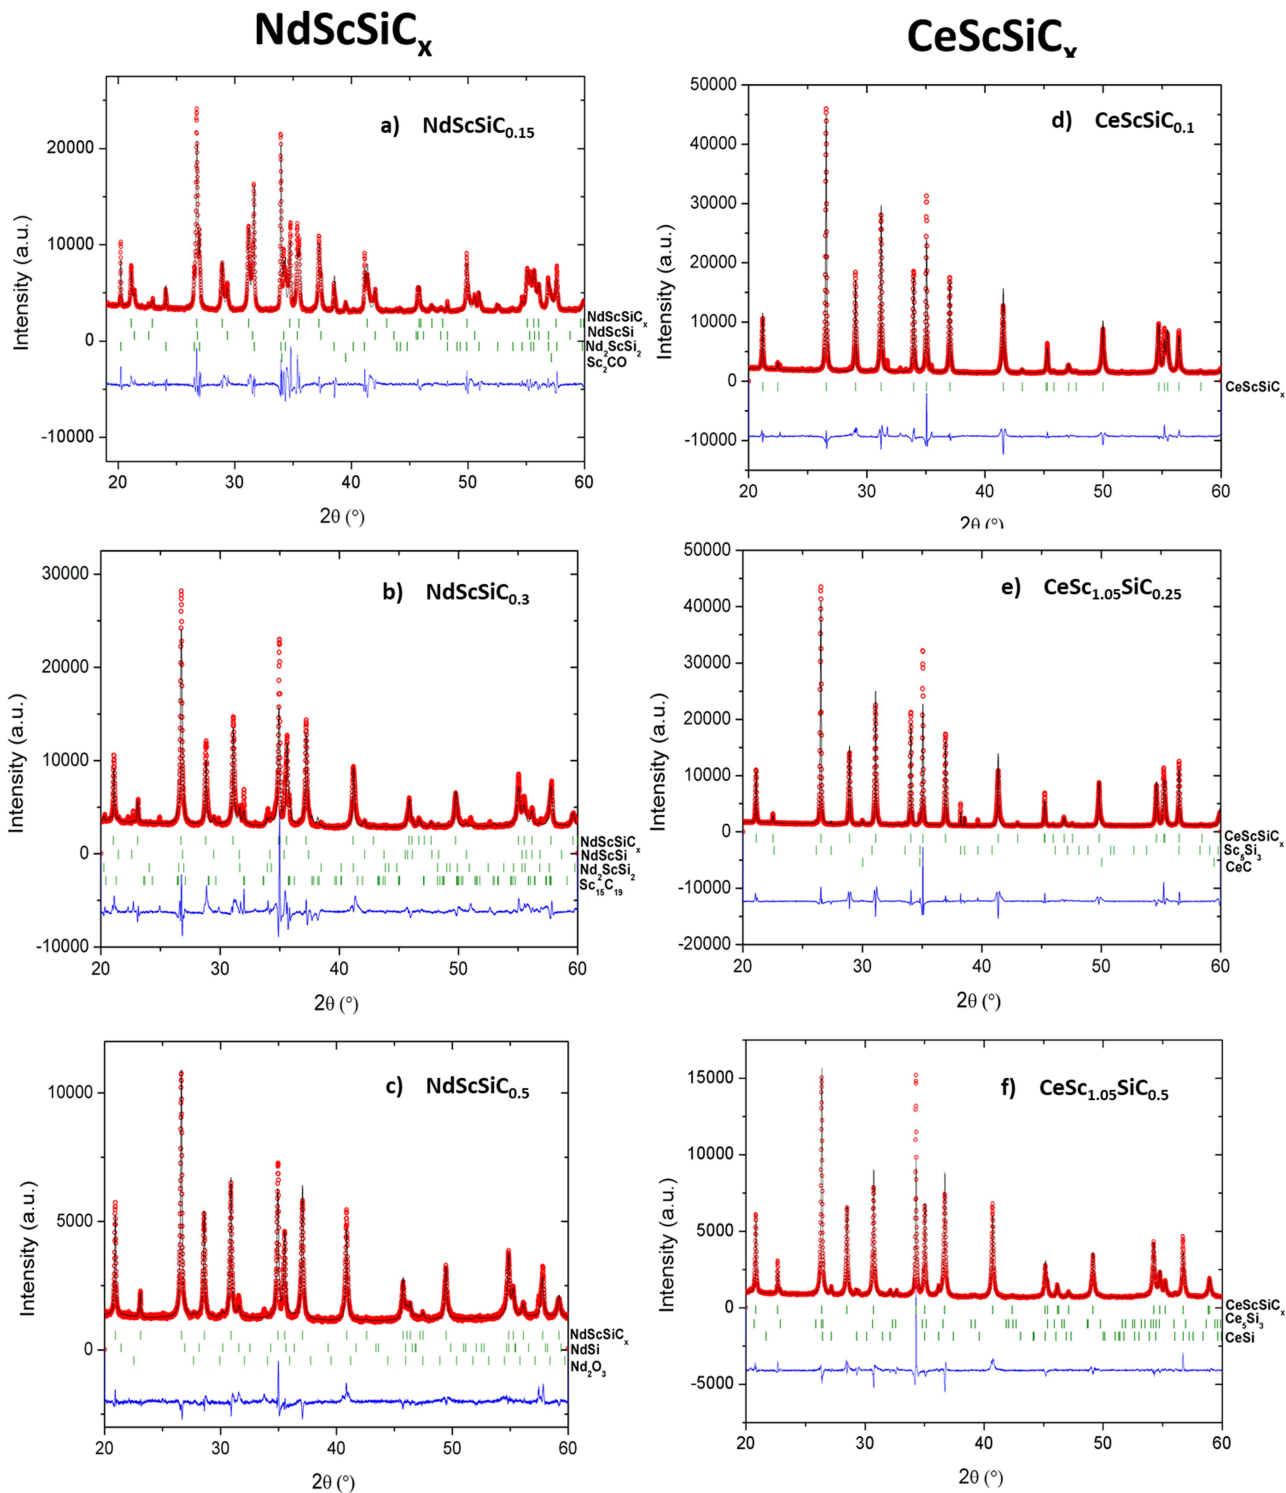 NdScSiCx
CeScSiCx
a) NdScSiC0.15
Intensity (a.u.)
20000
10000
0
-10000
NdScSiCx
NdScSi
Nd2ScSi2
Sc2CO
20 30 40 50 60
2θ (°)
d) CeScSiC0.1
Intensity (a.u.)
50000
40000
30000
20000
10000
0
-10000
CeScSiCx
20 30 40 50 60
2θ (°)
b) NdScSiC0.3
Intensity (a.u.)
30000
20000
10000
0
-10000
NdScSiCx
NdScSi
Nd2ScSi2
Sc15C19
20 30 40 50 60
2θ (°)
e) CeSc1.05SiC0.25
Intensity (a.u.)
50000
40000
30000
20000
10000
0
-10000
-20000
CeScSiCx
Sc5Si3
CeC
20 30 40 50 60
2θ (°)
c) NdScSiC0.5
Intensity (a.u.)
10000
5000
0
NdScSiCx
NdSi
Nd2O3
20 30 40 50 60
2θ (°)
f) CeSc1.05SiC0.5
Intensity (a.u.)
15000
10000
5000
0
-5000
CeScSiCx
Ce5Si3
CeSi
20 30 40 50 60
2θ (°)